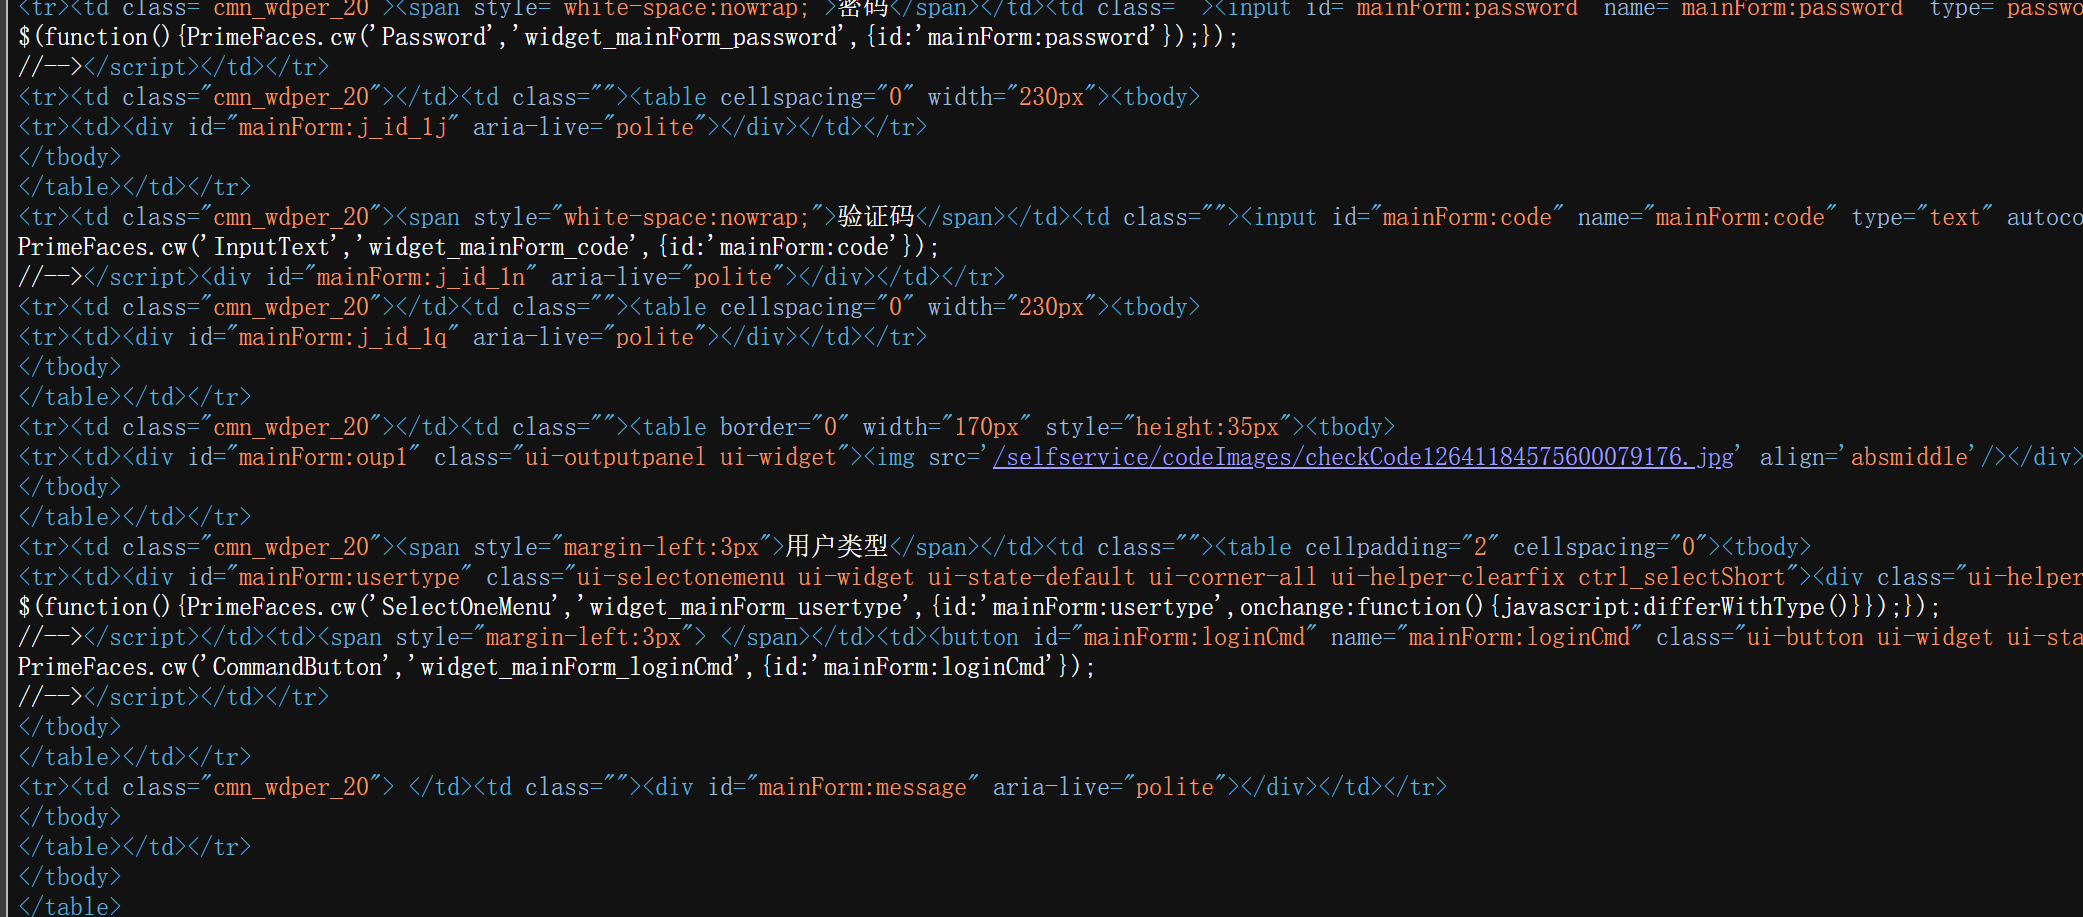 <tr><td class="cmn_wdper_20"><span style="white-space:nowrap;">密码</span></td><td class=""><input id="mainForm:password" name="mainForm:password" type="passwo
$(function(){PrimeFaces.cw('Password','widget_mainForm_password',{id:'mainForm:password'});});
//--></script></td></tr>
<tr><td class="cmn_wdper_20"></td><td class=""><table cellspacing="0" width="230px"><tbody>
<tr><td><div id="mainForm:j_id_1j" aria-live="polite"></div></td></tr>
</tbody>
</table></td></tr>
<tr><td class="cmn_wdper_20"><span style="white-space:nowrap;">验证码</span></td><td class=""><input id="mainForm:code" name="mainForm:code" type="text" autoco
PrimeFaces.cw('InputText','widget_mainForm_code',{id:'mainForm:code'});
//--></script><div id="mainForm:j_id_1n" aria-live="polite"></div></td></tr>
<tr><td class="cmn_wdper_20"></td><td class=""><table cellspacing="0" width="230px"><tbody>
<tr><td><div id="mainForm:j_id_1q" aria-live="polite"></div></td></tr>
</tbody>
</table></td></tr>
<tr><td class="cmn_wdper_20"></td><td class=""><table border="0" width="170px" style="height:35px"><tbody>
<tr><td><div id="mainForm:oup1" class="ui-outputpanel ui-widget"><img src='/selfservice/codeImages/checkCode12641184575600079176.jpg' align='absmiddle'/></div>
</tbody>
</table></td></tr>
<tr><td class="cmn_wdper_20"><span style="margin-left:3px">用户类型</span></td><td class=""><table cellpadding="2" cellspacing="0"><tbody>
<tr><td><div id="mainForm:usertype" class="ui-selectonemenu ui-widget ui-state-default ui-corner-all ui-helper-clearfix ctrl_selectShort"><div class="ui-helper
$(function(){PrimeFaces.cw('SelectOneMenu','widget_mainForm_usertype',{id:'mainForm:usertype',onchange:function(){javascript:differWithType()}});});
//--></script></td><td><span style="margin-left:3px"> </span></td><td><button id="mainForm:loginCmd" name="mainForm:loginCmd" class="ui-button ui-widget ui-sta
PrimeFaces.cw('CommandButton','widget_mainForm_loginCmd',{id:'mainForm:loginCmd'});
//--></script></td></tr>
</tbody>
</table></td></tr>
<tr><td class="cmn_wdper_20"> </td><td class=""><div id="mainForm:message" aria-live="polite"></div></td></tr>
</tbody>
</table></td></tr>
</tbody>
</table>